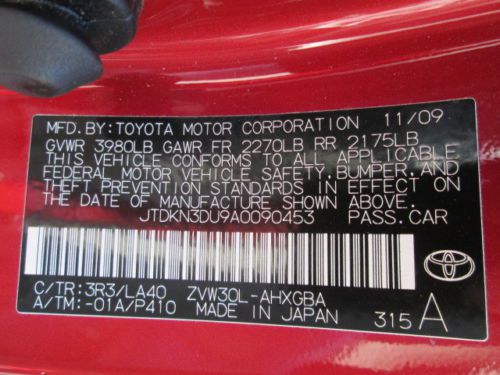 MFD.BY:TOYOTA MOTOR CORPORATION 11/09
GVWR 3980LB GAWR FR 2270LB RR 2175LB
THIS VEHICLE CONFORMS TO ALL APPLICABLE
FEDERAL MOTOR VEHICLE SAFETY,BUMPER,AND
THEFT PREVENTION STANDARDS IN EFFECT ON
THE DATE OF MANUFACTURE SHOWN ABOVE.
JTDKN3DU9A0090453 PASS.CAR
C/TR:3R3/LA40 ZVW30L-AHXGBA
A/TM:-01A/P410 MADE IN JAPAN 315 A
TOYOTA